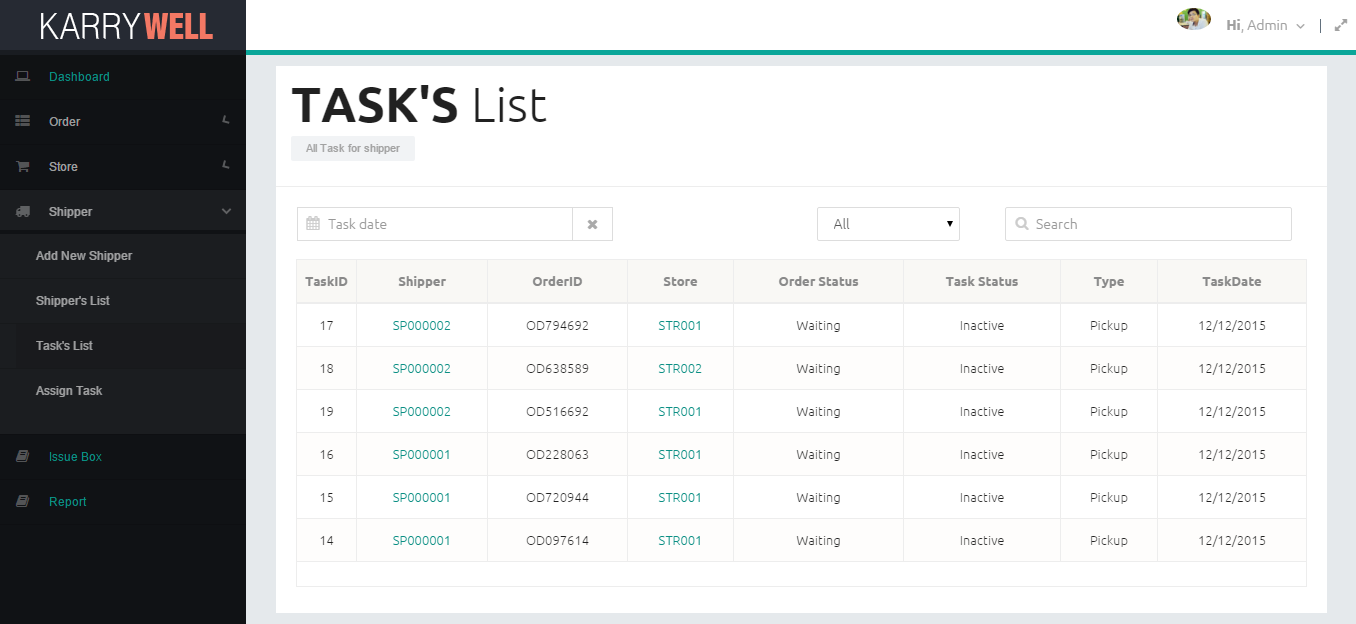 KARRYWELL
Hi, Admin
Dashboard
Order
Store
Shipper
Add New Shipper
Shipper's List
Task's List
Assign Task
Issue Box
Report
TASK'S List
All Task for shipper
Task date All Search
TaskID Shipper OrderID Store Order Status Task Status Type TaskDate
17 SP000002 OD794692 STR001 Waiting Inactive Pickup 12/12/2015
18 SP000002 OD638589 STR002 Waiting Inactive Pickup 12/12/2015
19 SP000002 OD516692 STR001 Waiting Inactive Pickup 12/12/2015
16 SP000001 OD228063 STR001 Waiting Inactive Pickup 12/12/2015
15 SP000001 OD720944 STR001 Waiting Inactive Pickup 12/12/2015
14 SP000001 OD097614 STR001 Waiting Inactive Pickup 12/12/2015